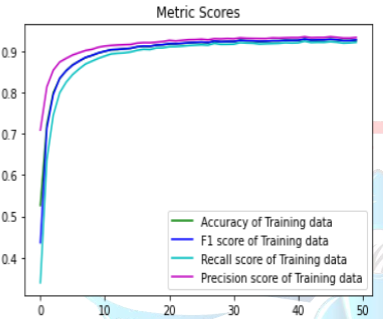 Metric Scores
0.9
0.8
0.7
0.6
0.5
0.4
Accuracy of Training data
F1 score of Training data
Recall score of Training data
Precision score of Training data
0 10 20 30 40 50